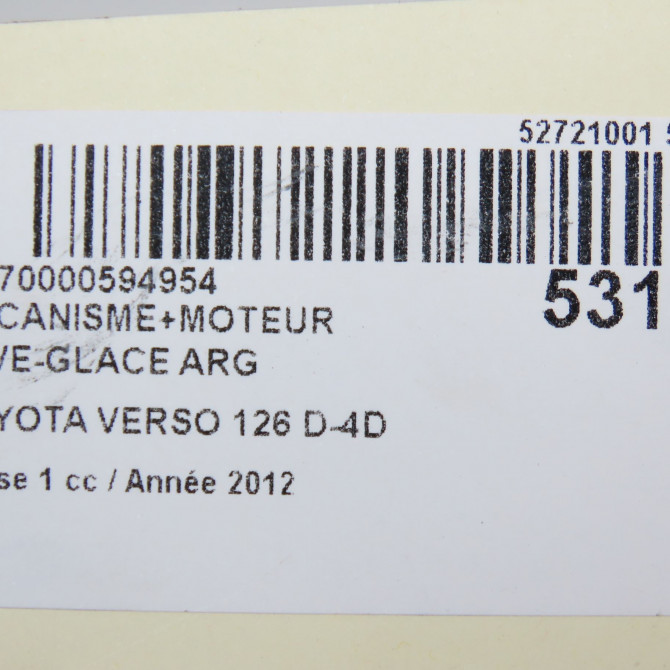 52721001 5
70000594954
531
CANISME+MOTEUR
VE-GLACE ARG
YOTA VERSO 126 D-4D
se 1 cc / Année 2012